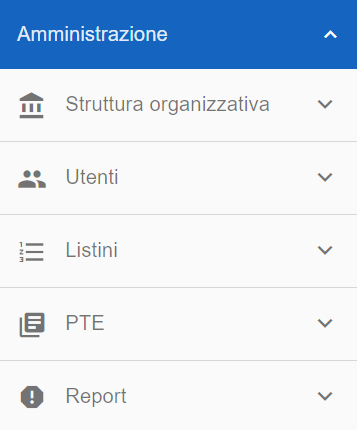 Amministrazione
Struttura organizzativa
Utenti
Listini
PTE
Report